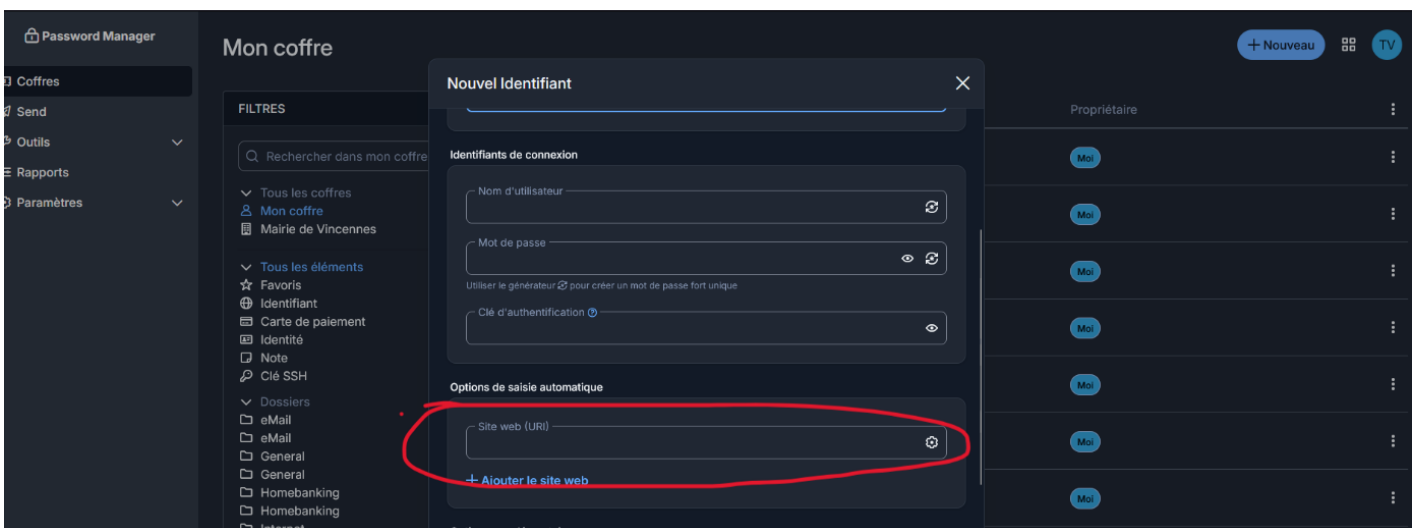 Password Manager
Coffres
Send
Outils
Rapports
Paramètres
Mon coffre
Nouveau
TV
FILTRES
Rechercher dans mon coffre
Tous les coffres
Mon coffre
Mairie de Vincennes
Tous les éléments
Favoris
Identifiant
Carte de paiement
Identité
Note
Clé SSH
Dossiers
eMail
eMail
General
General
Homebanking
Homebanking
Nouvel Identifiant
Identifiants de connexion
Nom d'utilisateur
Mot de passe
Utiliser le générateur pour créer un mot de passe fort unique
Clé d'authentification
Options de saisie automatique
Site web (URI)
+ Ajouter le site web
Propriétaire
Moi
Moi
Moi
Moi
Moi
Moi
Moi